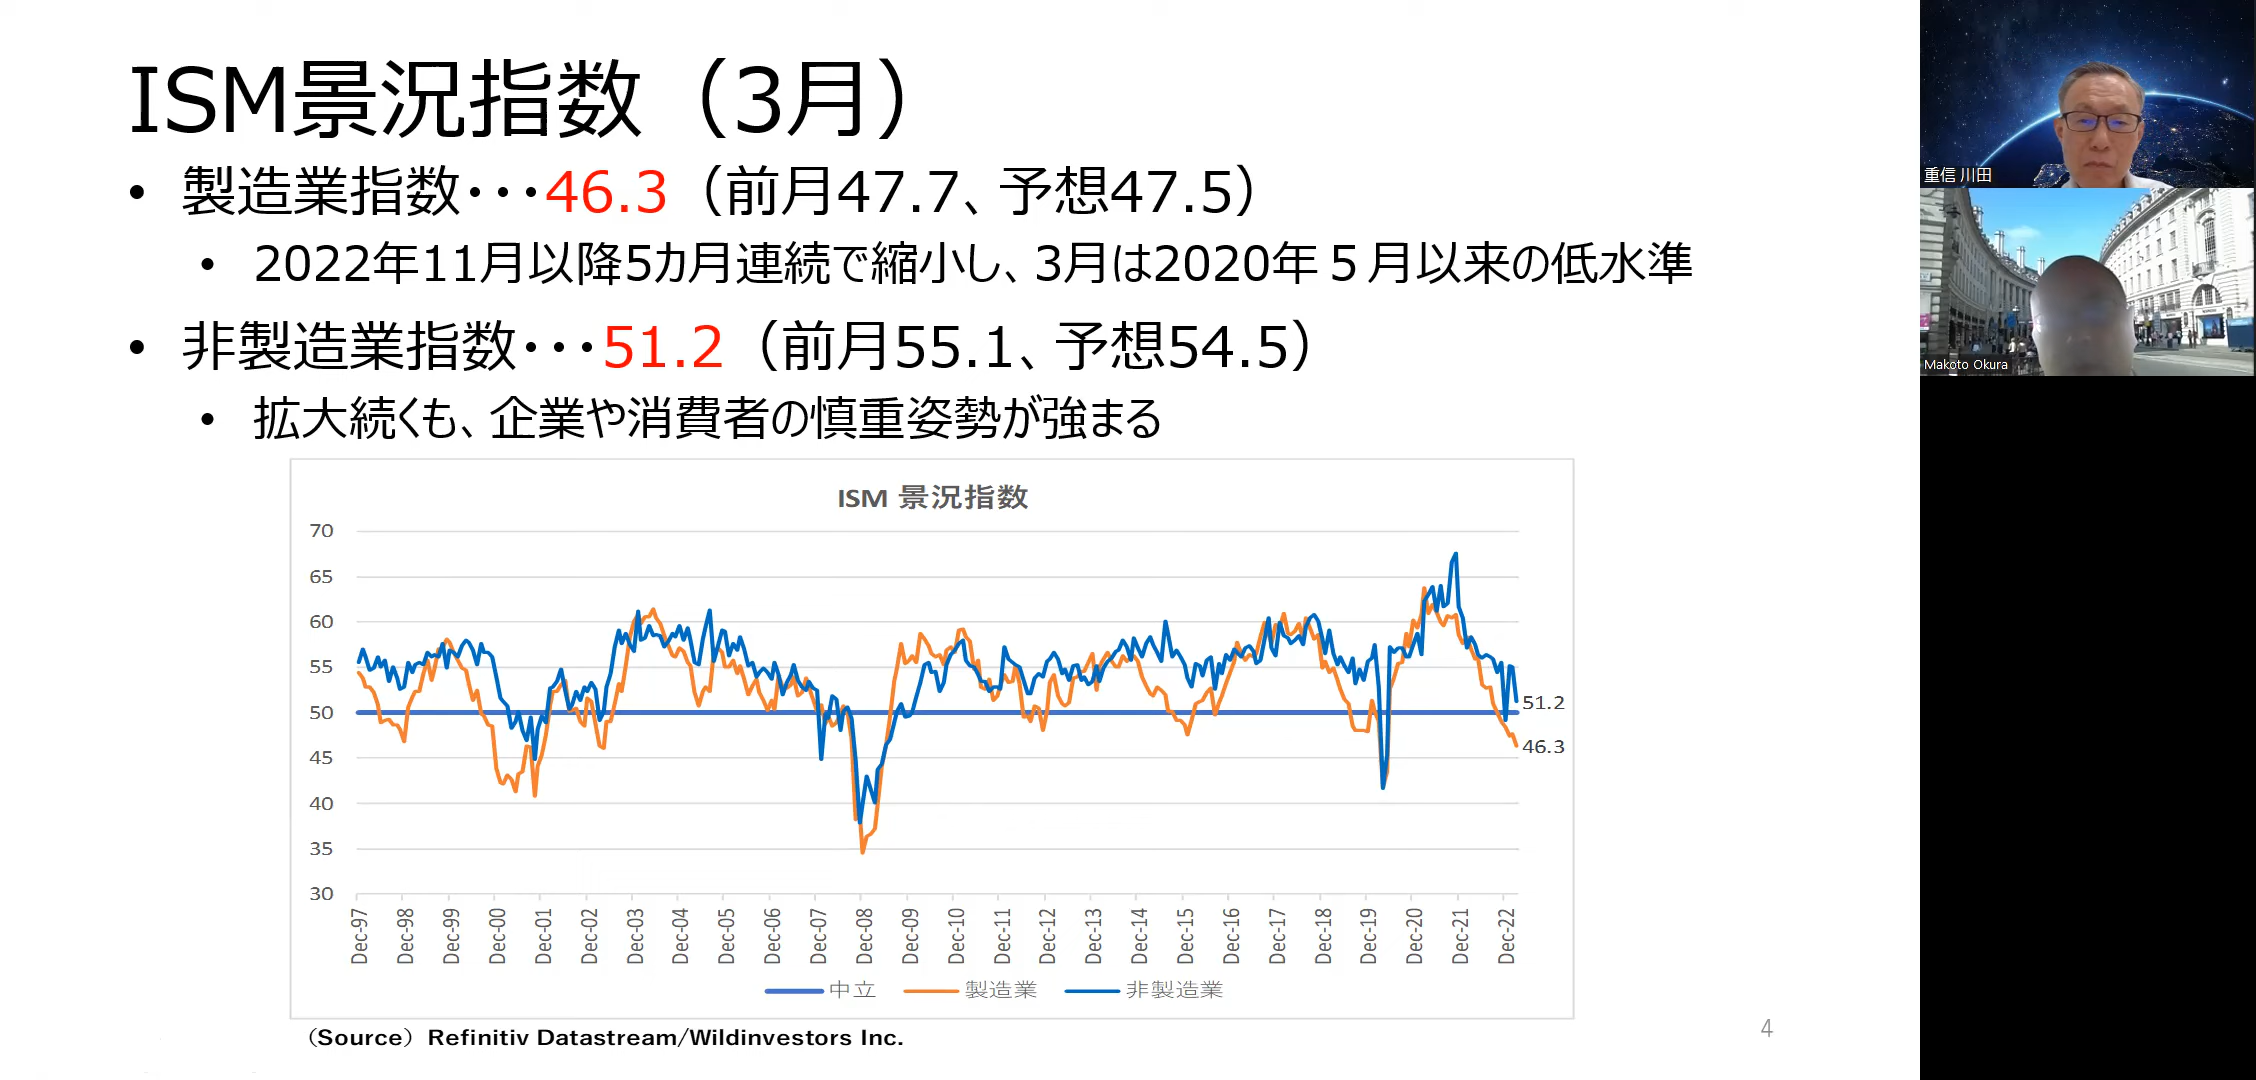 ISM景況指数（3月）
• 製造業指数･･･46.3（前月47.7、予想47.5）
• 2022年11月以降5カ月連続で縮小し、3月は2020年５月以来の低水準
• 非製造業指数･･･51.2（前月55.1、予想54.5）
• 拡大続くも、企業や消費者の慎重姿勢が強まる
ISM 景況指数
70
65
60
55
50
45
40
35
30
51.2
46.3
Dec-97
Dec-98
Dec-99
Dec-00
Dec-01
Dec-02
Dec-03
Dec-04
Dec-05
Dec-06
Dec-07
Dec-08
Dec-09
Dec-10
Dec-11
Dec-12
Dec-13
Dec-14
Dec-15
Dec-16
Dec-17
Dec-18
Dec-19
Dec-20
Dec-21
Dec-22
中立 製造業 非製造業
（Source）Refinitiv Datastream/Wildinvestors Inc.
4
重信 川田
Makoto Okura